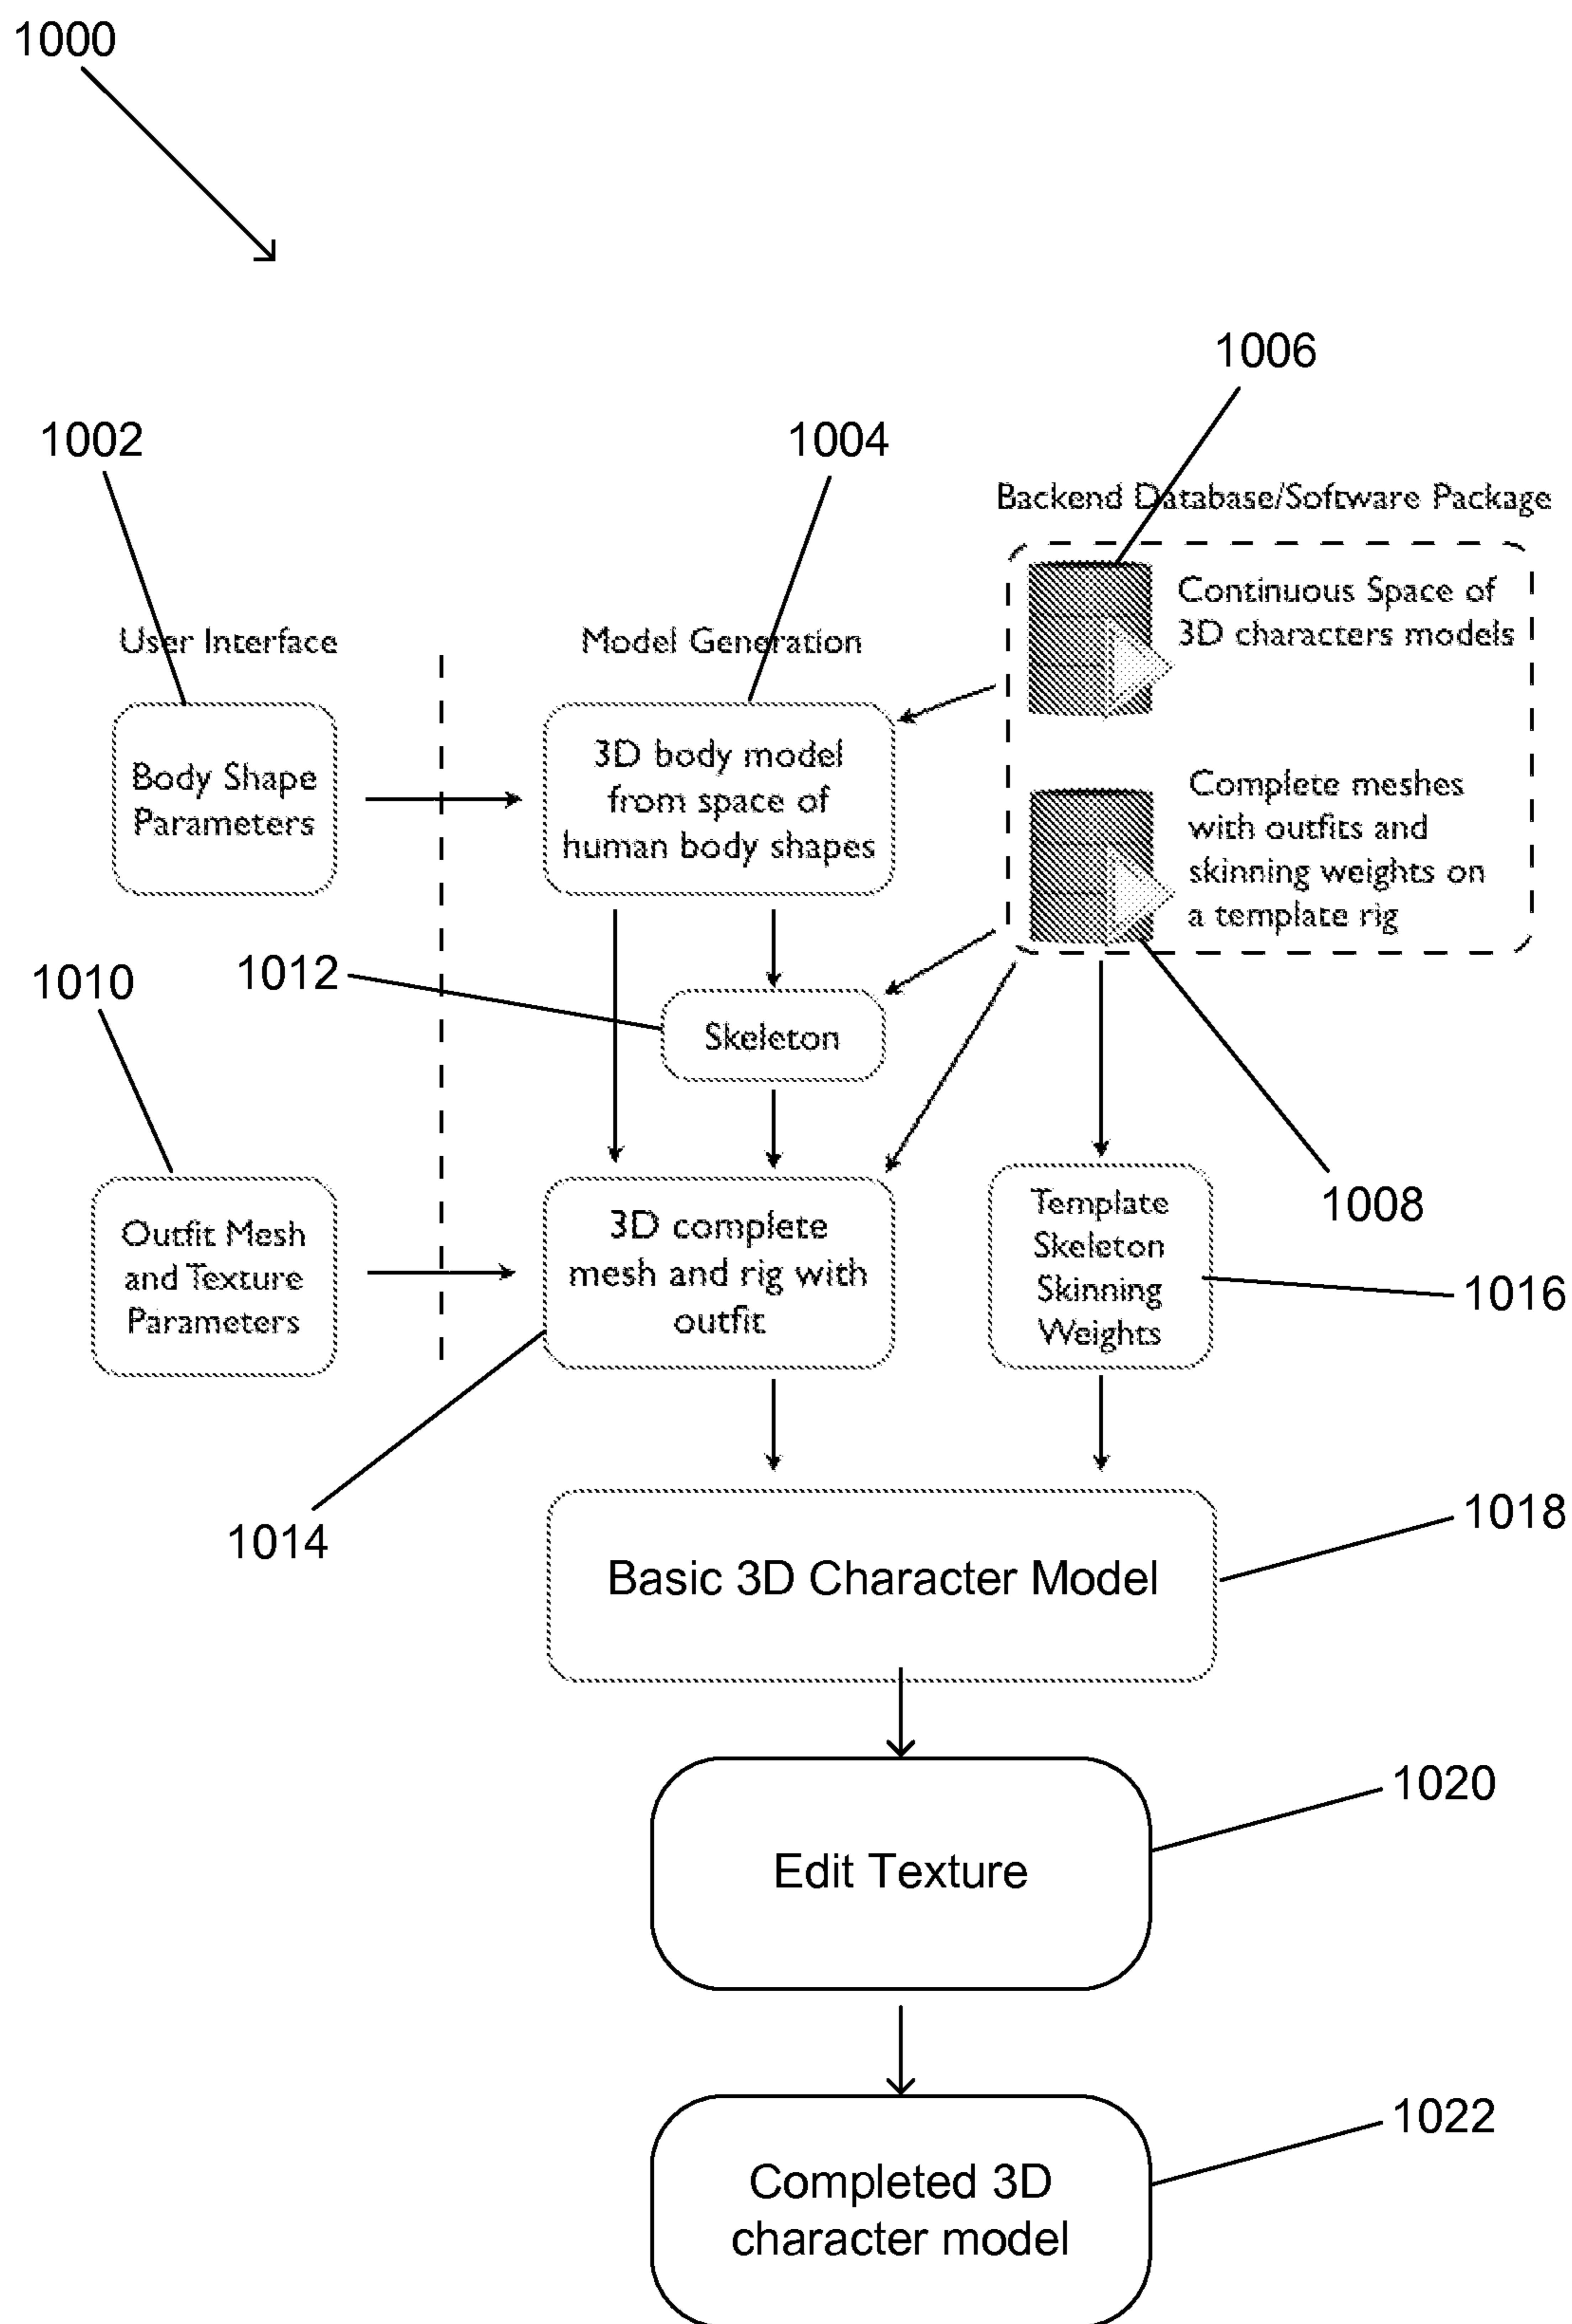 1000
1006
1002
1004
Backend Database/Software Package
Continuous Space of
3D characters models
User Interface
Model Generation
Body Shape
Parameters
3D body model
from space of
human body shapes
Complete meshes
with outfits and
skinning weights on
a template rig
1010
1012
Skeleton
1008
Outfit Mesh
and Texture
Parameters
3D complete
mesh and rig with
outfit
Template
Skeleton
Skinning
Weights
1016
1014
1018
Basic 3D Character Model
1020
Edit Texture
1022
Completed 3D
character model